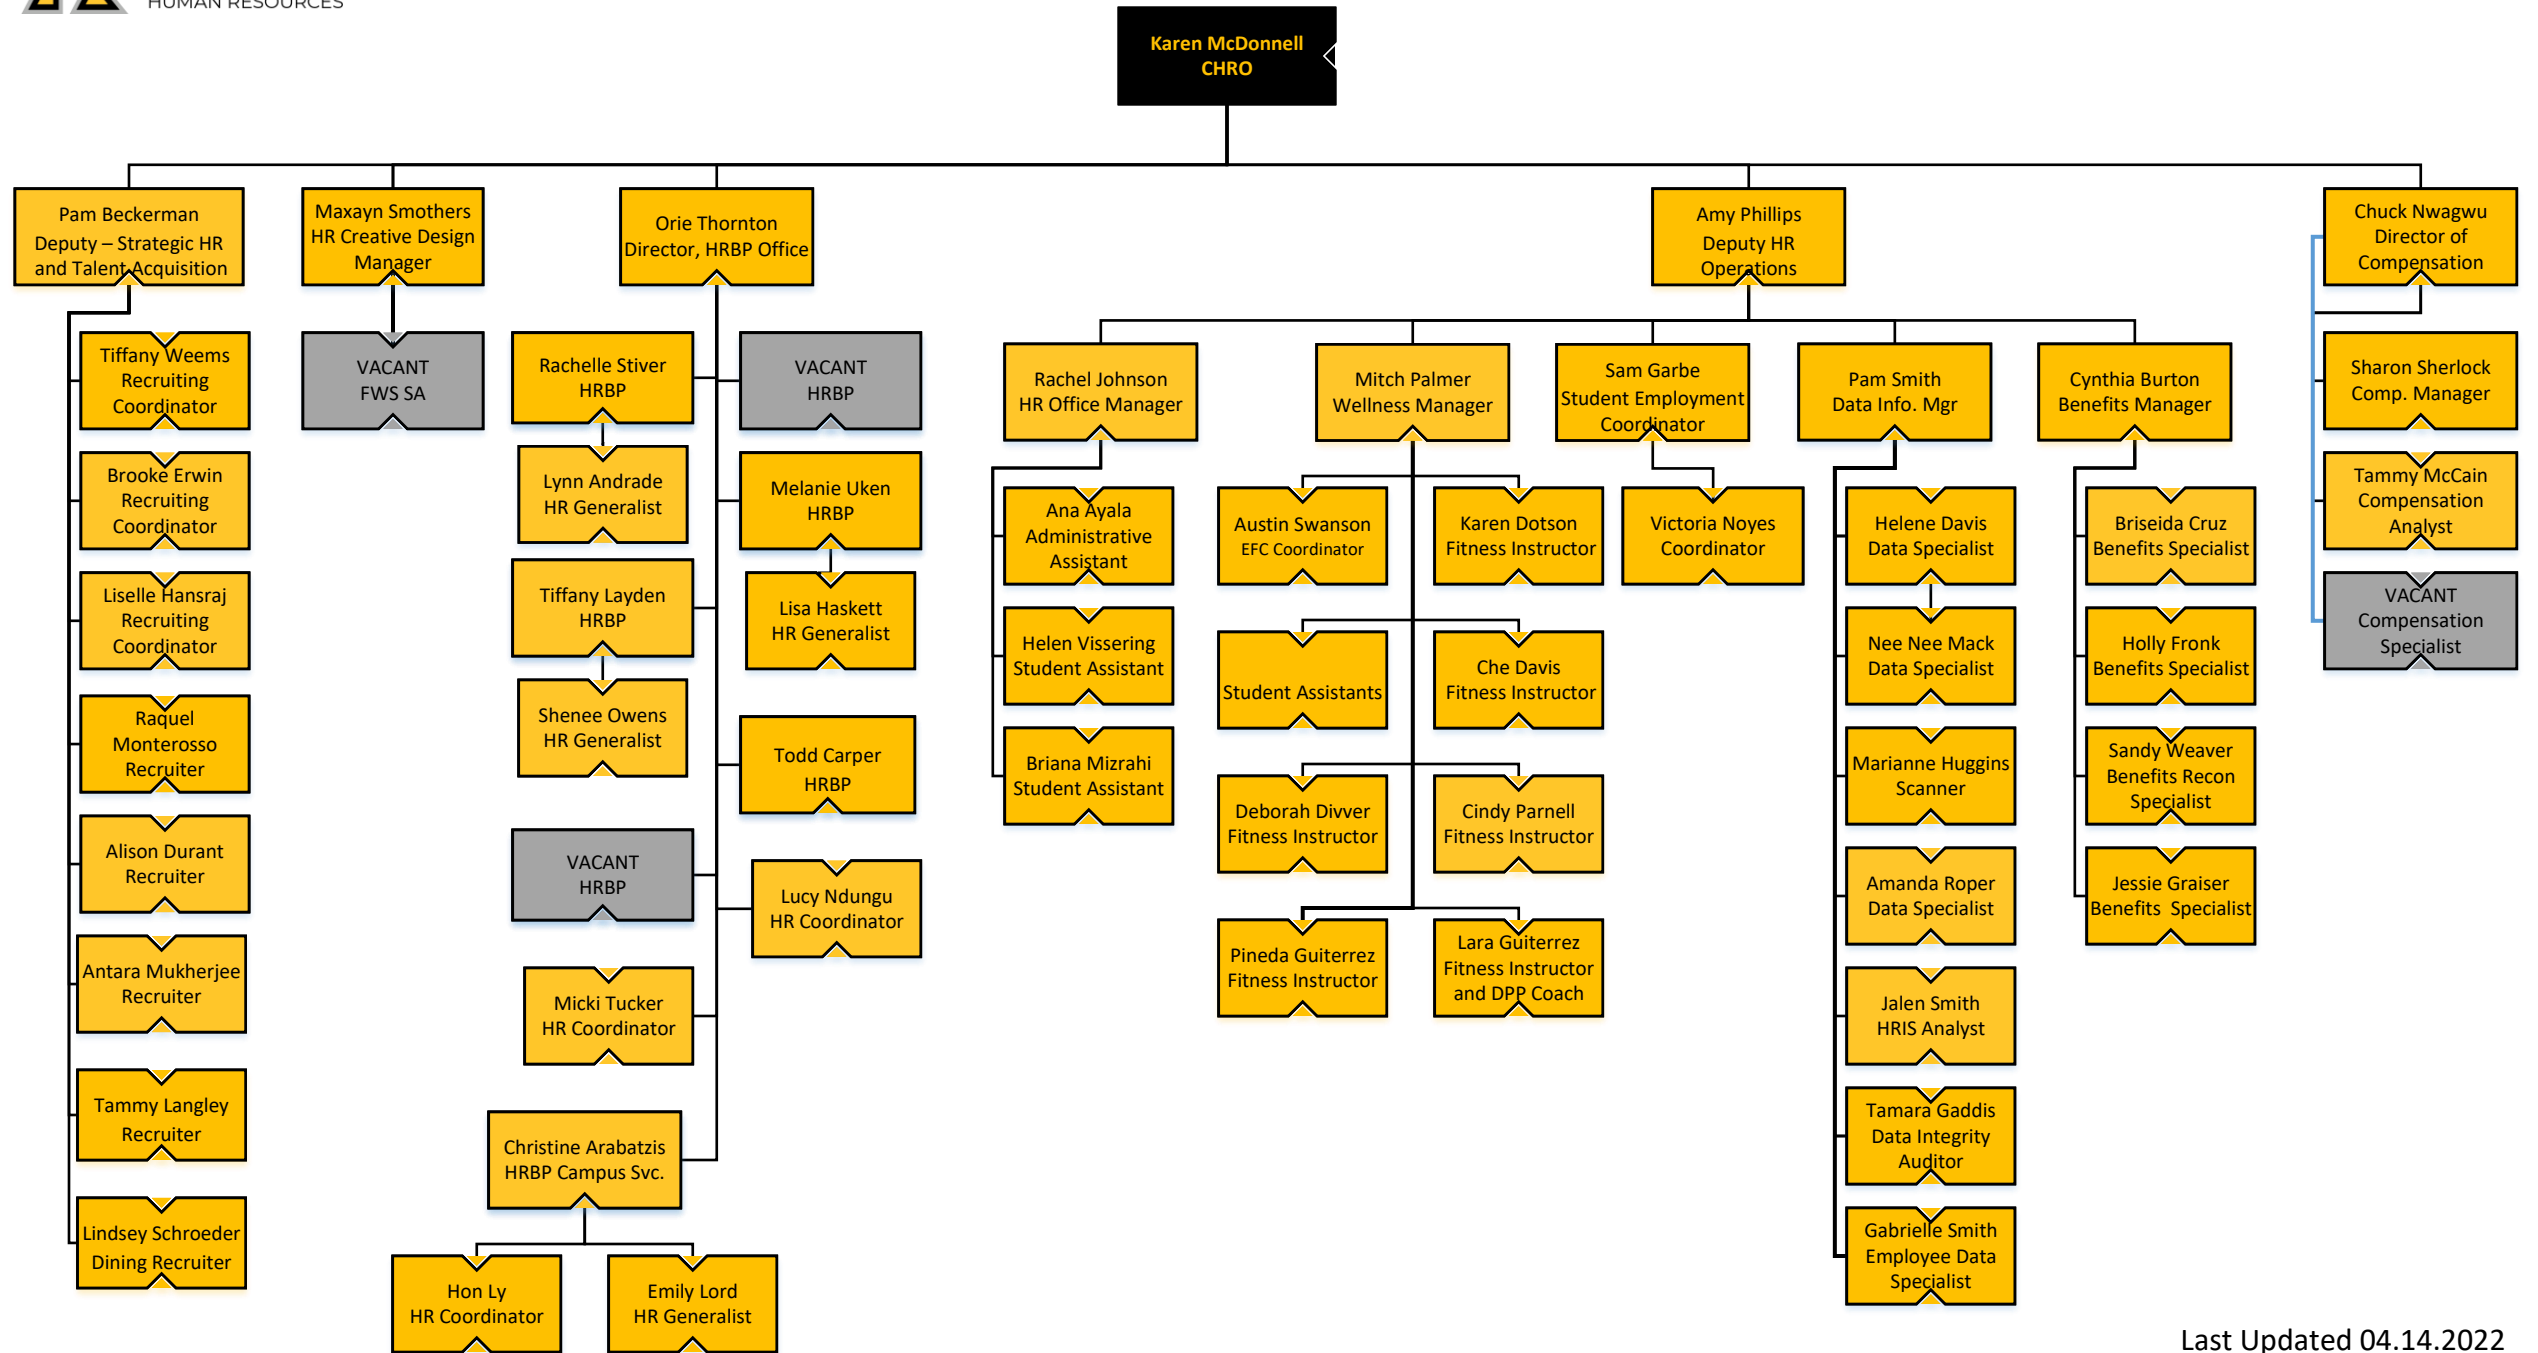 HUMAN RESOURCES
Karen McDonnell
CHRO
Pam Beckerman
Deputy – Strategic HR
and Talent Acquisition
Maxayn Smothers
HR Creative Design
Manager
Orie Thornton
Director, HRBP Office
Amy Phillips
Deputy HR
Operations
Chuck Nwagwu
Director of
Compensation
Tiffany Weems
Recruiting
Coordinator
Brooke Erwin
Recruiting
Coordinator
Liselle Hansraj
Recruiting
Coordinator
Raquel
Monterosso
Recruiter
Alison Durant
Recruiter
Antara Mukherjee
Recruiter
Tammy Langley
Recruiter
Lindsey Schroeder
Dining Recruiter
VACANT
FWS SA
Rachelle Stiver
HRBP
Lynn Andrade
HR Generalist
Tiffany Layden
HRBP
Shenee Owens
HR Generalist
VACANT
HRBP
Micki Tucker
HR Coordinator
Christine Arabatzis
HRBP Campus Svc.
Hon Ly
HR Coordinator
Emily Lord
HR Generalist
VACANT
HRBP
Melanie Uken
HRBP
Lisa Haskett
HR Generalist
Todd Carper
HRBP
Lucy Ndungu
HR Coordinator
Rachel Johnson
HR Office Manager
Ana Ayala
Administrative
Assistant
Helen Vissering
Student Assistant
Briana Mizrahi
Student Assistant
Mitch Palmer
Wellness Manager
Austin Swanson
EFC Coordinator
Karen Dotson
Fitness Instructor
Student Assistants
Che Davis
Fitness Instructor
Deborah Divver
Fitness Instructor
Cindy Parnell
Fitness Instructor
Pineda Guiterrez
Fitness Instructor
Lara Guiterrez
Fitness Instructor
and DPP Coach
Sam Garbe
Student Employment
Coordinator
Victoria Noyes
Coordinator
Pam Smith
Data Info. Mgr
Helene Davis
Data Specialist
Nee Nee Mack
Data Specialist
Marianne Huggins
Scanner
Amanda Roper
Data Specialist
Jalen Smith
HRIS Analyst
Tamara Gaddis
Data Integrity
Auditor
Gabrielle Smith
Employee Data
Specialist
Cynthia Burton
Benefits Manager
Briseida Cruz
Benefits Specialist
Holly Fronk
Benefits Specialist
Sandy Weaver
Benefits Recon
Specialist
Jessie Graiser
Benefits  Specialist
Sharon Sherlock
Comp. Manager
Tammy McCain
Compensation
Analyst
VACANT
Compensation
Specialist
Last Updated 04.14.2022